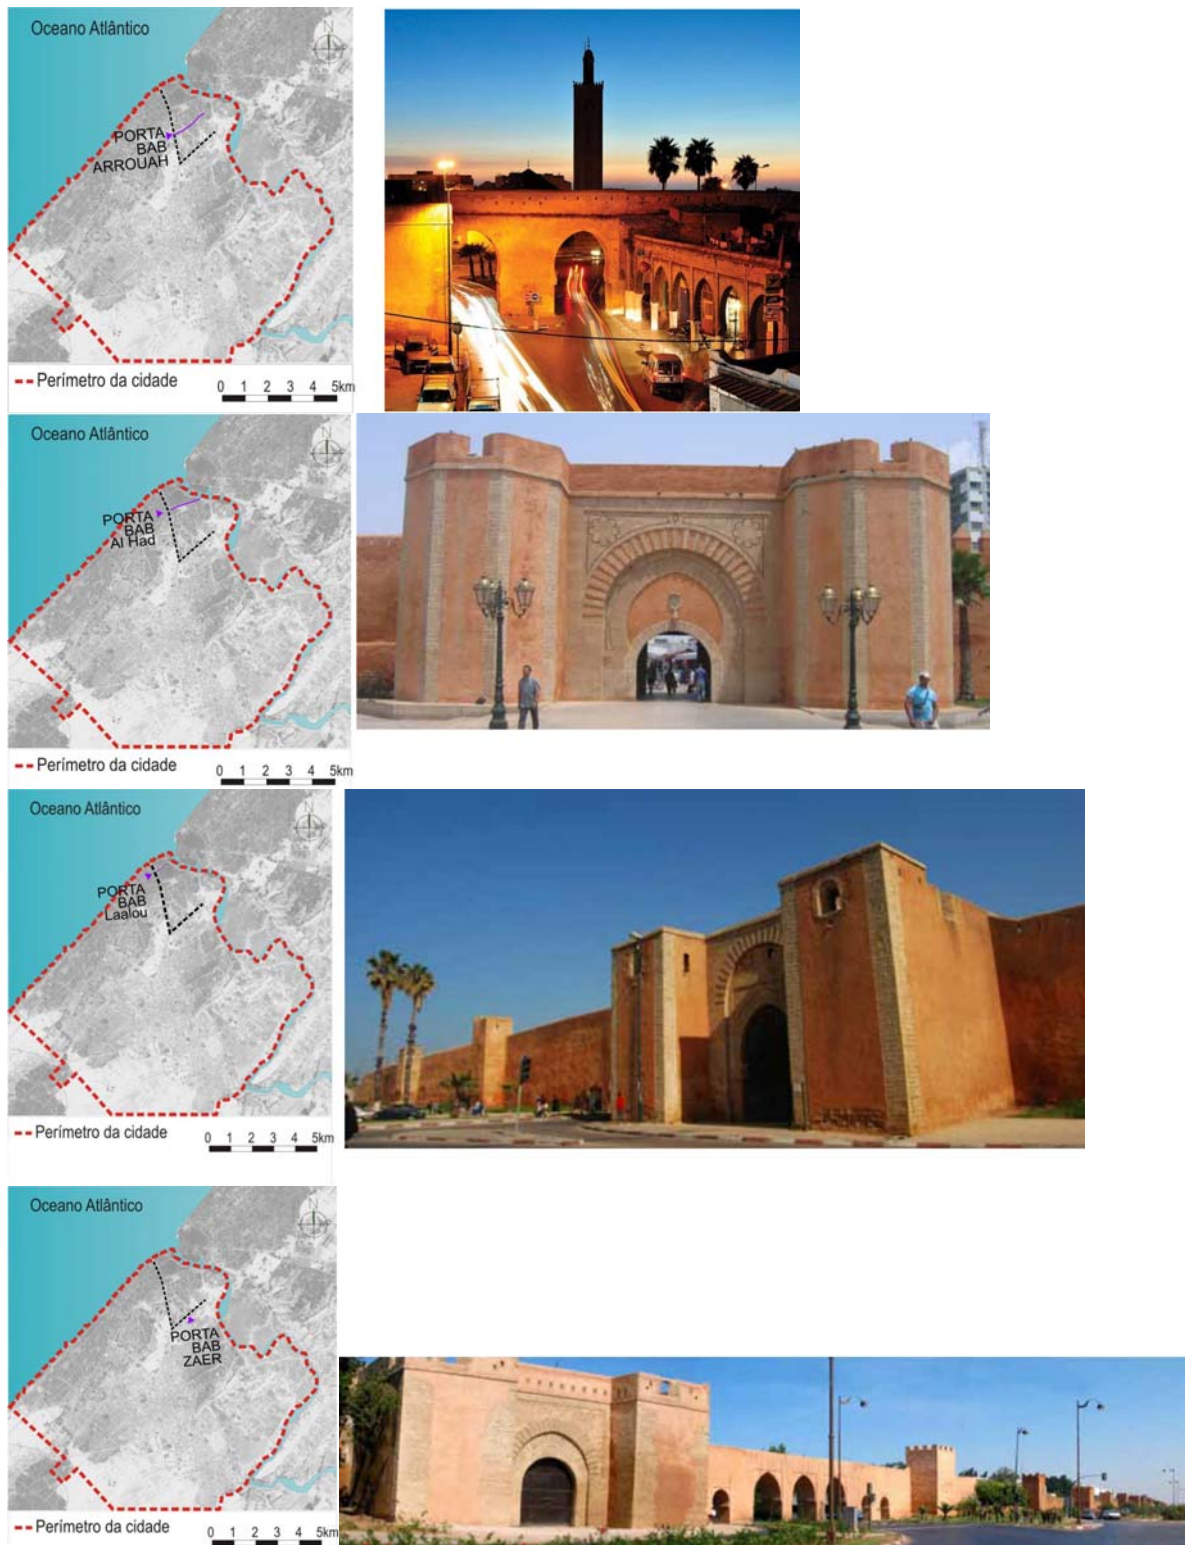 Oceano Atlântico
N
PORTA
BAB
ARROUAH
Perímetro da cidade
0 1 2 3 4 5km
Oceano Atlântico
N
PORTA
BAB
Al Had
Perímetro da cidade
0 1 2 3 4 5km
Oceano Atlântico
N
PORTA
BAB
Laalou
Perímetro da cidade
0 1 2 3 4 5km
Oceano Atlântico
N
PORTA
BAB
ZAER
Perímetro da cidade
0 1 2 3 4 5km